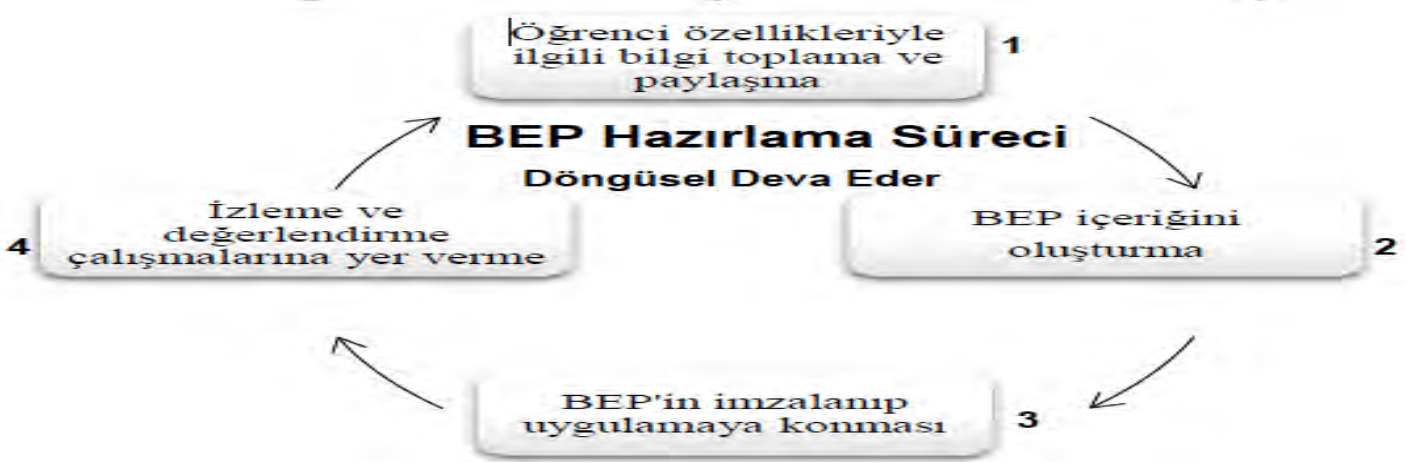 Öğrenci özellikleriyle
ilgili bilgi toplama ve
paylaşma
1
BEP Hazırlama Süreci
Döngüsel Deva Eder
İzleme ve
değerlendirme
çalışmalarına yer verme
4
BEP içeriğini
oluşturma
2
BEP'in imzalanıp
uygulamaya konması
3